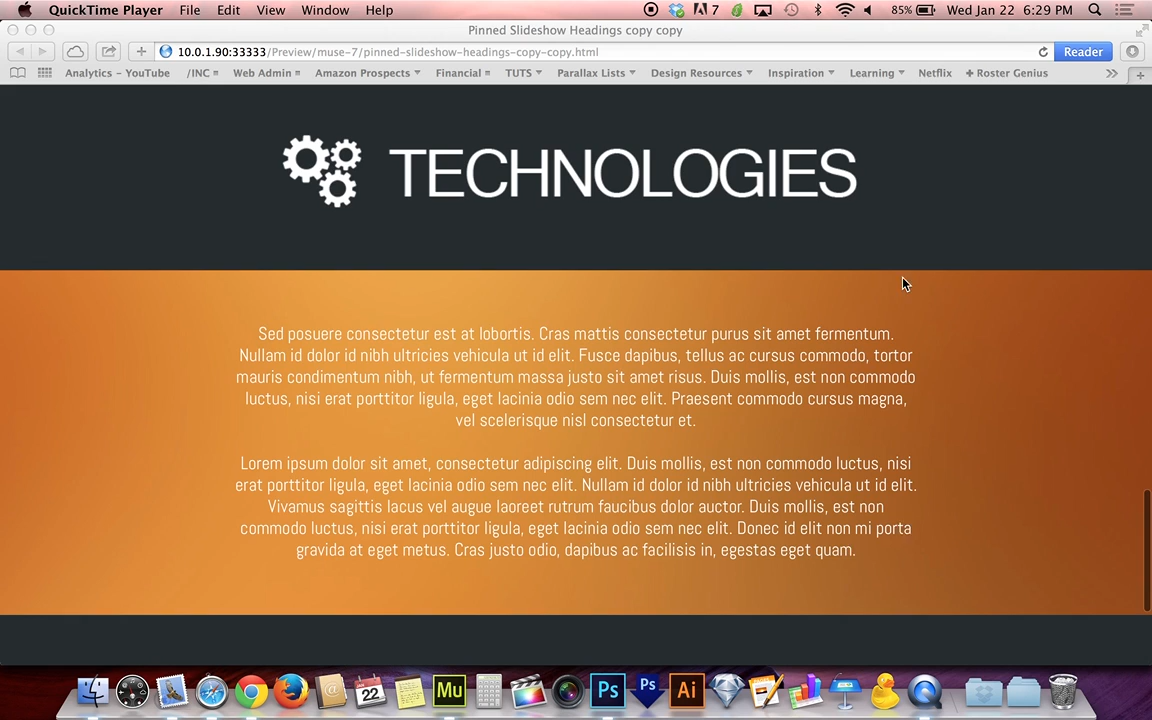 QuickTime Player File Edit View Window Help 7 85% Wed Jan 22 6:29 PM
Pinned Slideshow Headings copy copy
10.0.1.90:33333/Preview/muse-7/pinned-slideshow-headings-copy-copy.html Reader
Analytics – YouTube /INC Web Admin Amazon Prospects Financial TUTS Parallax Lists Design Resources Inspiration Learning Netflix Roster Genius
TECHNOLOGIES
Sed posuere consectetur est at lobortis. Cras mattis consectetur purus sit amet fermentum.
Nullam id dolor id nibh ultricies vehicula ut id elit. Fusce dapibus, tellus ac cursus commodo, tortor
mauris condimentum nibh, ut fermentum massa justo sit amet risus. Duis mollis, est non commodo
luctus, nisi erat porttitor ligula, eget lacinia odio sem nec elit. Praesent commodo cursus magna,
vel scelerisque nisl consectetur et.
Lorem ipsum dolor sit amet, consectetur adipiscing elit. Duis mollis, est non commodo luctus, nisi
erat porttitor ligula, eget lacinia odio sem nec elit. Nullam id dolor id nibh ultricies vehicula ut id elit.
Vivamus sagittis lacus vel augue laoreet rutrum faucibus dolor auctor. Duis mollis, est non
commodo luctus, nisi erat porttitor ligula, eget lacinia odio sem nec elit. Donec id elit non mi porta
gravida at eget metus. Cras justo odio, dapibus ac facilisis in, egestas eget quam.
22 Mu Ps Ps Ai